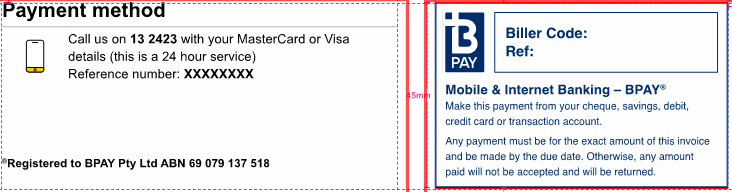 Payment method
Call us on 13 2423 with your MasterCard or Visa
details (this is a 24 hour service)
Reference number: XXXXXXXX
®Registered to BPAY Pty Ltd ABN 69 079 137 518
45mm
B
PAY
Biller Code:
Ref:
Mobile & Internet Banking – BPAY®
Make this payment from your cheque, savings, debit,
credit card or transaction account.
Any payment must be for the exact amount of this invoice
and be made by the due date. Otherwise, any amount
paid will not be accepted and will be returned.